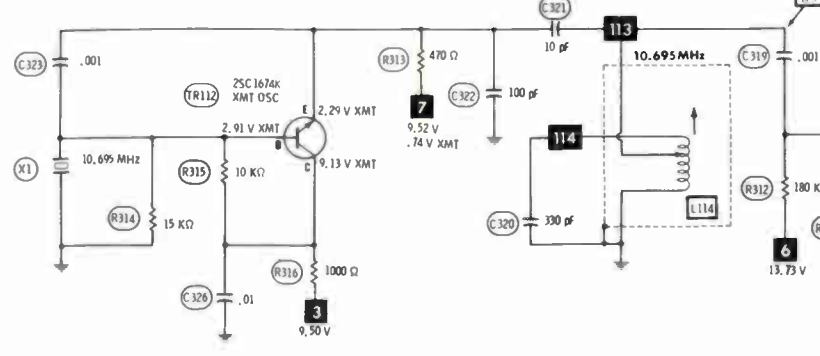 C321
113
10 pF
C323
.001
R313
470 Ω
10.695 MHz
C319
.001
TR112
2SC1674K
XMT OSC
E
2.29 V XMT
7
9.52 V
.74 V XMT
C322
100 pF
2.91 V XMT
B
114
X1
10.695 MHz
R315
10 KΩ
C
9.13 V XMT
R314
15 KΩ
C320
330 pF
L114
R312
180 K
R316
1000 Ω
6
13.73 V
C326
.01
3
9.50 V